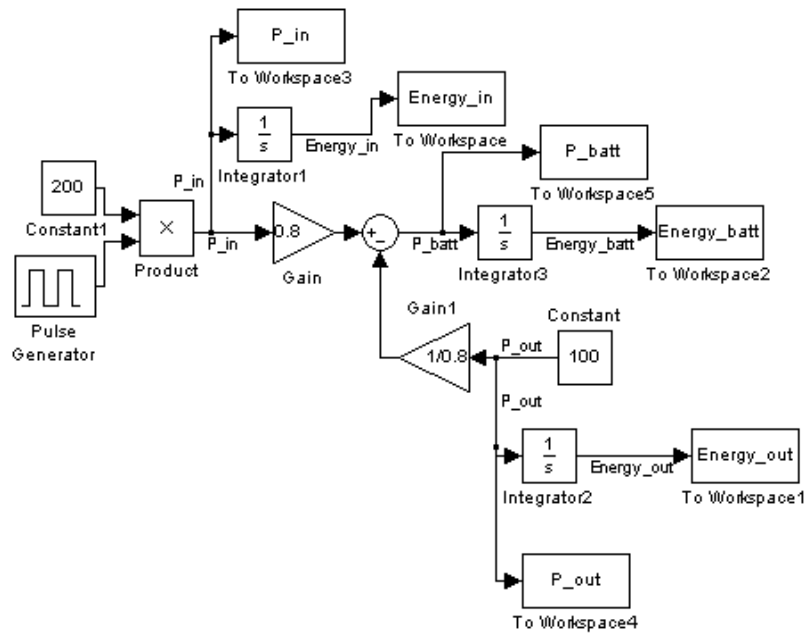 P_in
To Workspace3
Energy_in
To Workspace
1
s
Energy_in
Integrator1
P_batt
To Workspace5
200
Constant1
P_in
×
Product
P_in
0.8
Gain
+
−
P_batt
1
s
Integrator3
Energy_batt
Energy_batt
To Workspace2
Pulse
Generator
Gain1
1/0.8
P_out
Constant
100
P_out
1
s
Integrator2
Energy_out
Energy_out
To Workspace1
P_out
To Workspace4